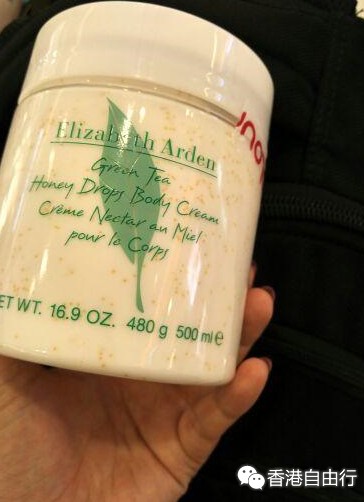 Elizabeth Arden
Green Tea
Honey Drops Body Cream
Crème Nectar au Miel
pour le Corps
ET WT. 16.9 OZ. 480 g 500 ml e
香港自由行